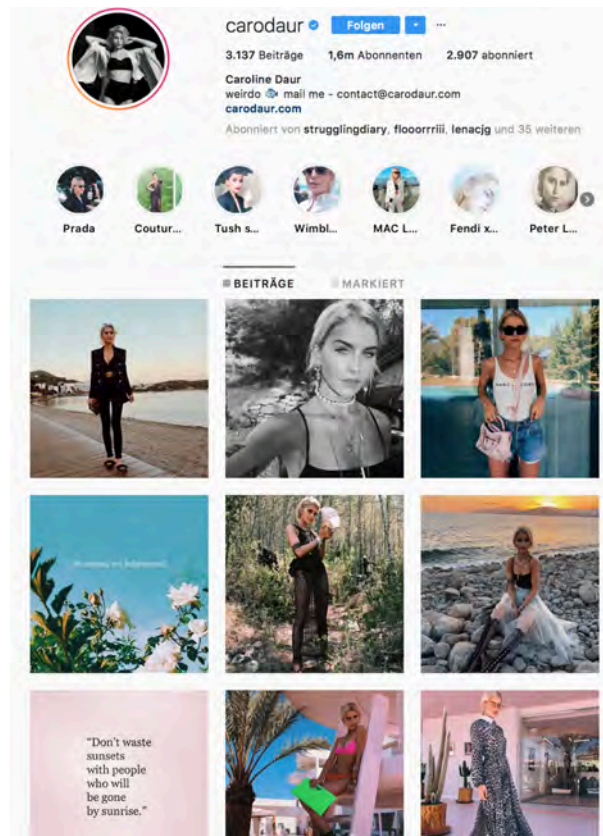 carodaur Folgen ...
3.137 Beiträge 1,6m Abonnenten 2.907 abonniert
Caroline Daur
weirdo 🐟 mail me - contact@carodaur.com
carodaur.com
Abonniert von strugglingdiary, flooorrriii, lenacjg und 35 weiteren
Prada Coutur... Tush s... Wimbl... MAC L... Fendi x... Peter L...
BEITRÄGE MARKIERT
"Don't waste
sunsets
with people
who will
be gone
by sunrise."